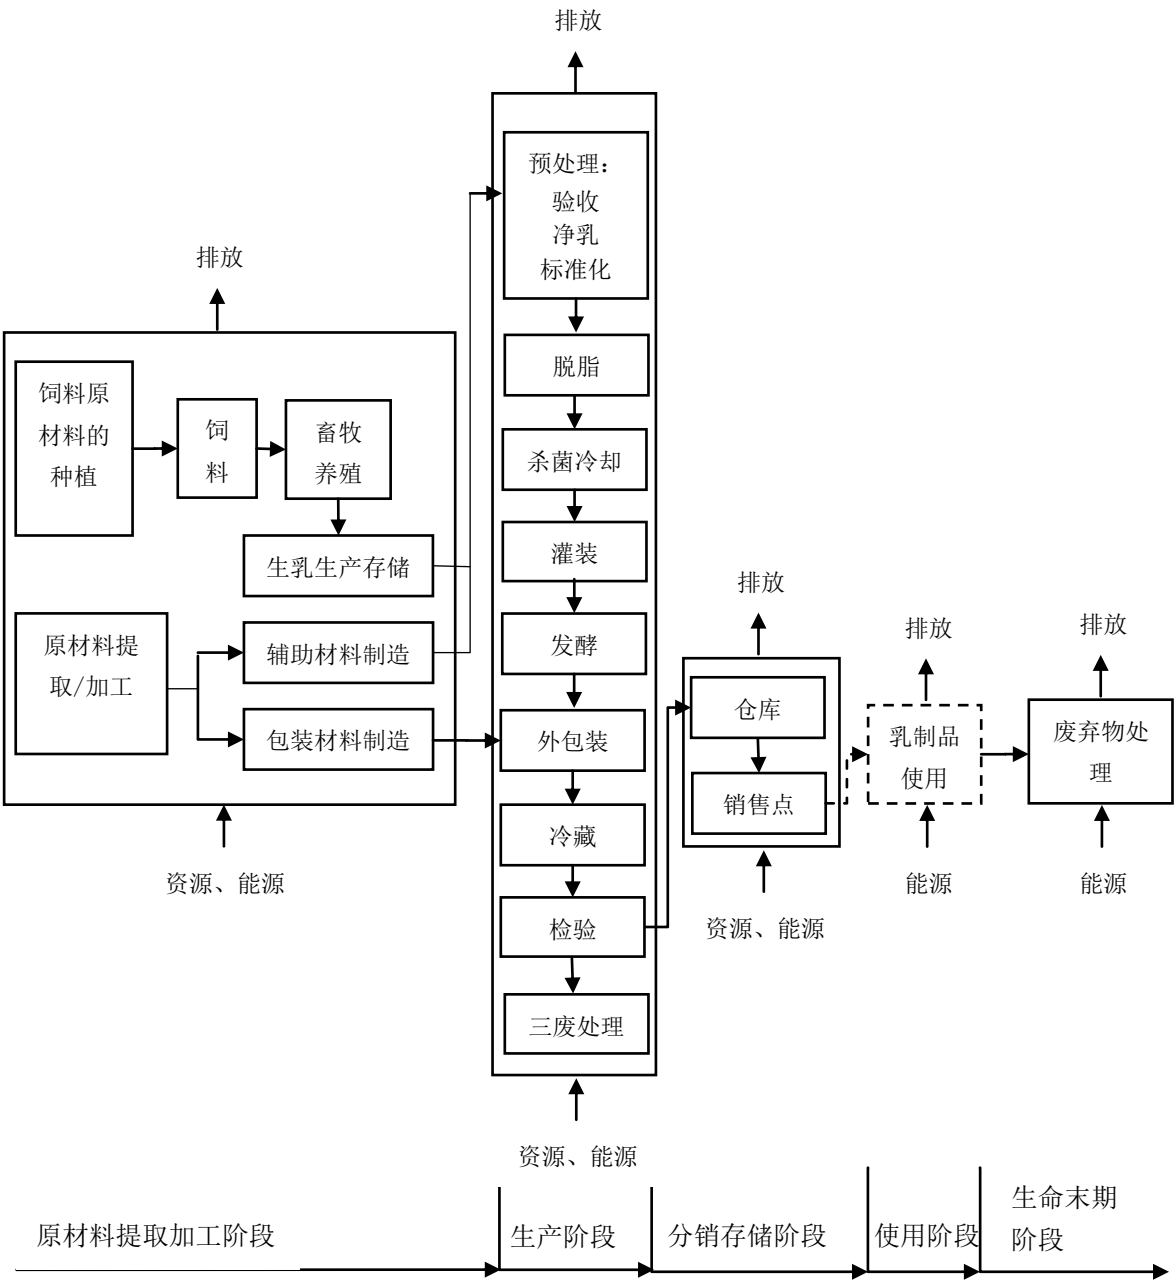 排放
预处理：
验收
净乳
标准化
脱脂
杀菌冷却
灌装
发酵
外包装
冷藏
检验
三废处理
资源、能源
排放
饲料原
材料的
种植
饲
料
畜牧
养殖
生乳生产存储
原材料提
取/加工
辅助材料制造
包装材料制造
资源、能源
排放
仓库
销售点
资源、能源
排放
乳制品
使用
能源
排放
废弃物处
理
能源
原材料提取加工阶段
生产阶段
分销存储阶段
使用阶段
生命末期
阶段